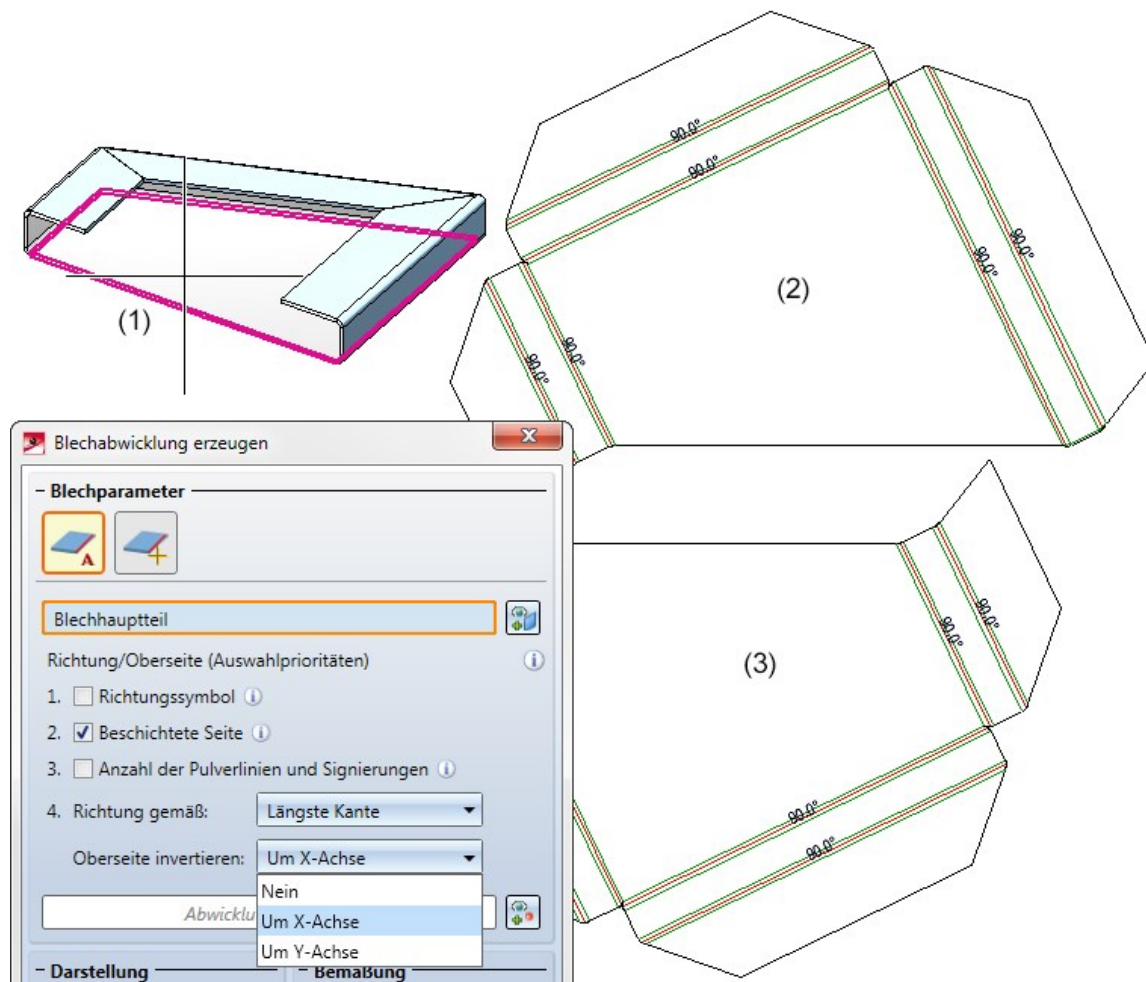 90.0°
90.0°
90.0°
90.0°
90.0°
90.0°
(1)
(2)
Blechabwicklung erzeugen
Blechparameter
A
Blechhauptteil
Richtung/Oberseite (Auswahlprioritäten)
1. Richtungssymbol
2. Beschichtete Seite
3. Anzahl der Pulverlinien und Signierungen
4. Richtung gemäß: Längste Kante
Oberseite invertieren: Um X-Achse
Nein
Abwicklu
Um X-Achse
Um Y-Achse
Darstellung
Bemaßung
90.0°
90.0°
(3)
90.0°
90.0°